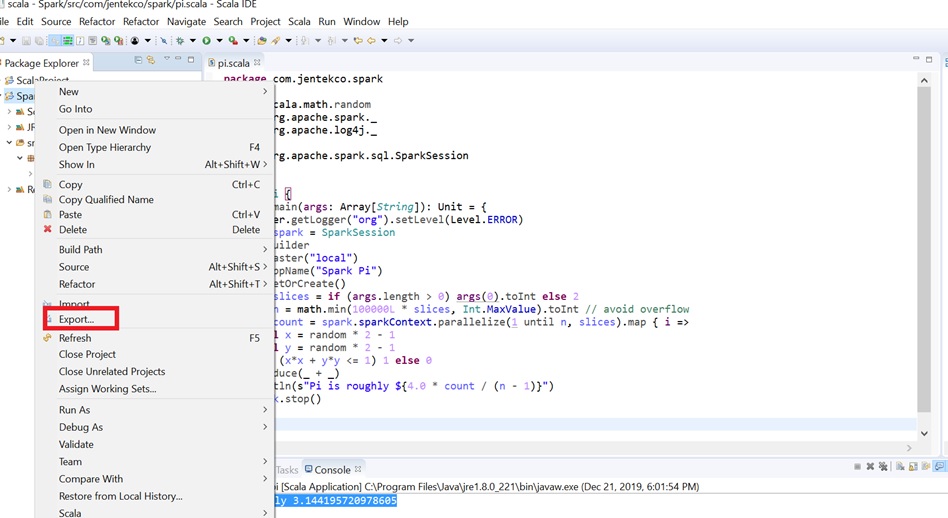 scala - Spark/src/com/jentekco/spark/pi.scala - Scala IDE
ile Edit Source Refactor Refactor Navigate Search Project Scala Run Window Help
Package Explorer
pi.scala
ScalaProject
Spar
package com.jentekco.spark
cala.math.random
rg.apache.spark._
rg.apache.log4j._
rg.apache.spark.sql.SparkSession
i {
main(args: Array[String]): Unit = {
er.getLogger("org").setLevel(Level.ERROR)
spark = SparkSession
uilder
aster("local")
ppName("Spark Pi")
etOrCreate()
slices = if (args.length > 0) args(0).toInt else 2
n = math.min(100000L * slices, Int.MaxValue).toInt // avoid overflow
count = spark.sparkContext.parallelize(1 until n, slices).map { i =>
l x = random * 2 - 1
l y = random * 2 - 1
(x*x + y*y <= 1) 1 else 0
duce(_ + _)
tln(s"Pi is roughly ${4.0 * count / (n - 1)}")
k.stop()
Sc
JR
sr
Re
New
Go Into
Open in New Window
Open Type Hierarchy F4
Show In Alt+Shift+W
Copy Ctrl+C
Copy Qualified Name
Paste Ctrl+V
Delete Delete
Build Path
Source Alt+Shift+S
Refactor Alt+Shift+T
Import
Export...
Refresh F5
Close Project
Close Unrelated Projects
Assign Working Sets...
Run As
Debug As
Validate
Team
Compare With
Restore from Local History...
Scala
Tasks Console
pi [Scala Application] C:\Program Files\Java\jre1.8.0_221\bin\javaw.exe (Dec 21, 2019, 6:01:54 PM)
ly 3.144195720978605